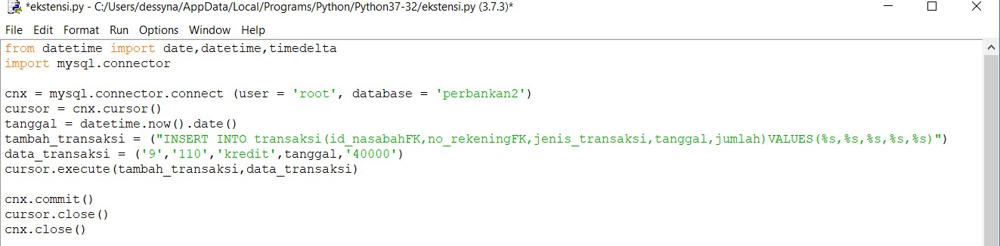 *ekstensi.py - C:/Users/dessyna/AppData/Local/Programs/Python/Python37-32/ekstensi.py (3.7.3)*
File Edit Format Run Options Window Help
from datetime import date,datetime,timedelta
import mysql.connector
cnx = mysql.connector.connect (user = 'root', database = 'perbankan2')
cursor = cnx.cursor()
tanggal = datetime.now().date()
tambah_transaksi = ("INSERT INTO transaksi(id_nasabahFK,no_rekeningFK,jenis_transaksi,tanggal,jumlah)VALUES(%s,%s,%s,%s,%s)")
data_transaksi = ('9','110','kredit',tanggal,'40000')
cursor.execute(tambah_transaksi,data_transaksi)
cnx.commit()
cursor.close()
cnx.close()